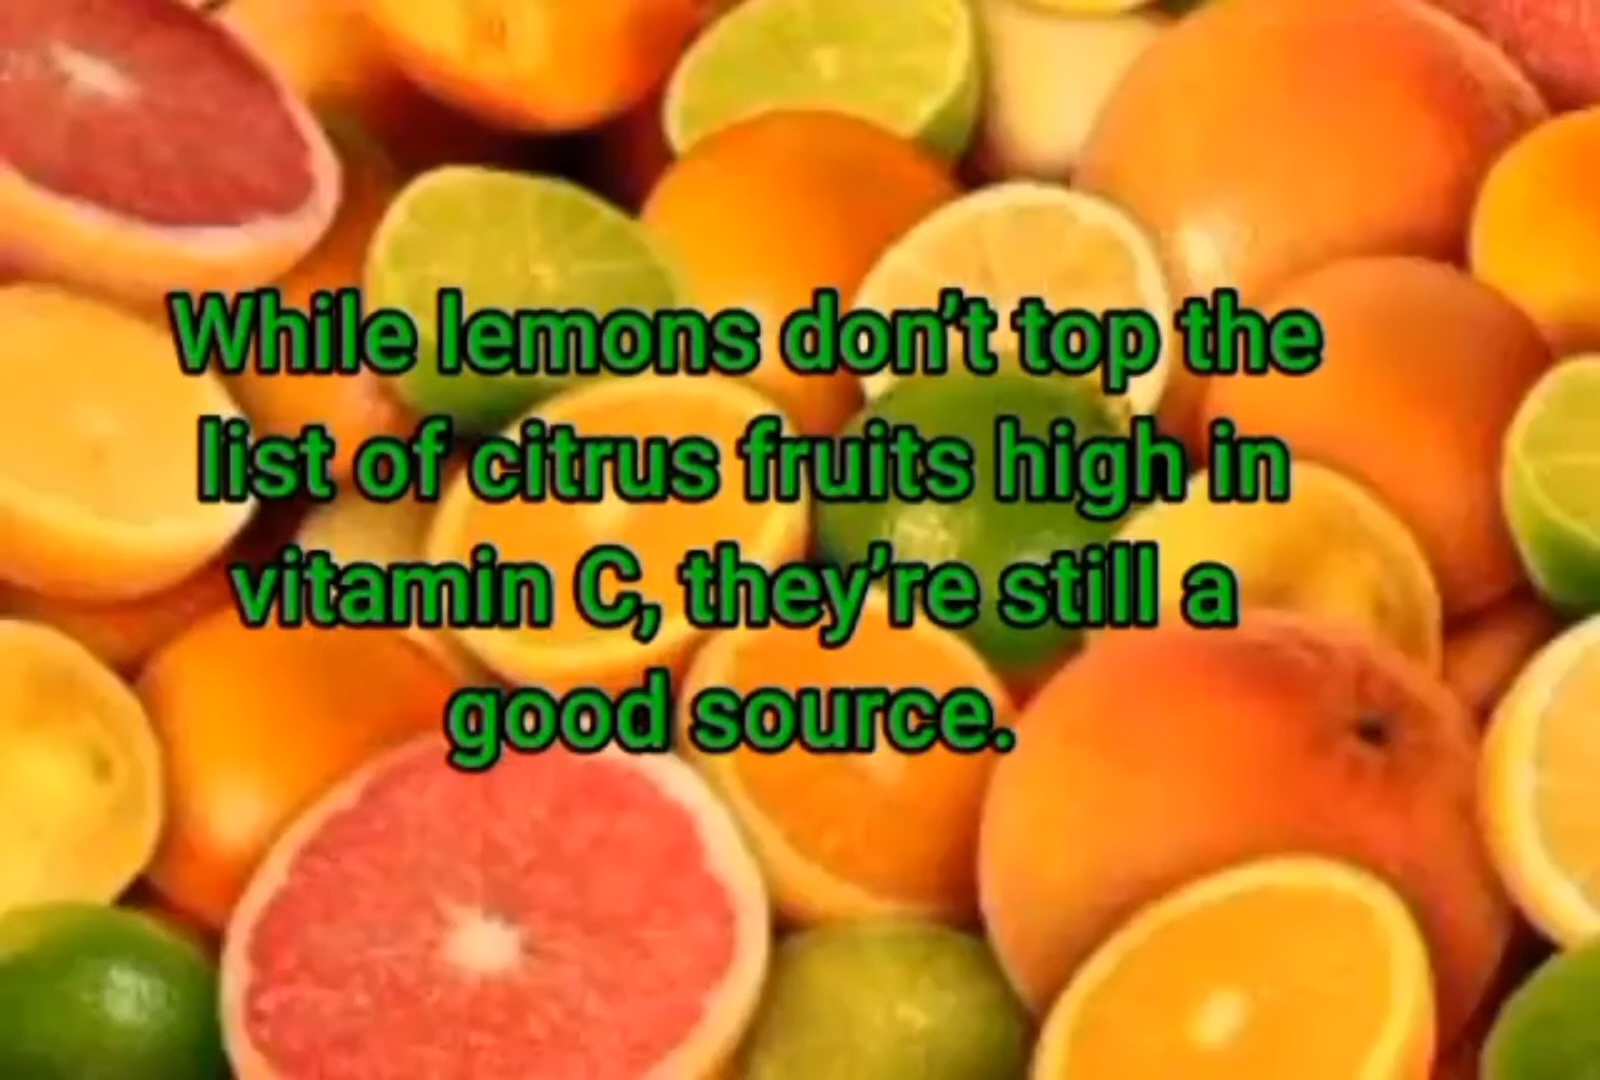 While lemons don’t top the
list of citrus fruits high in
vitamin C, they’re still a
good source.